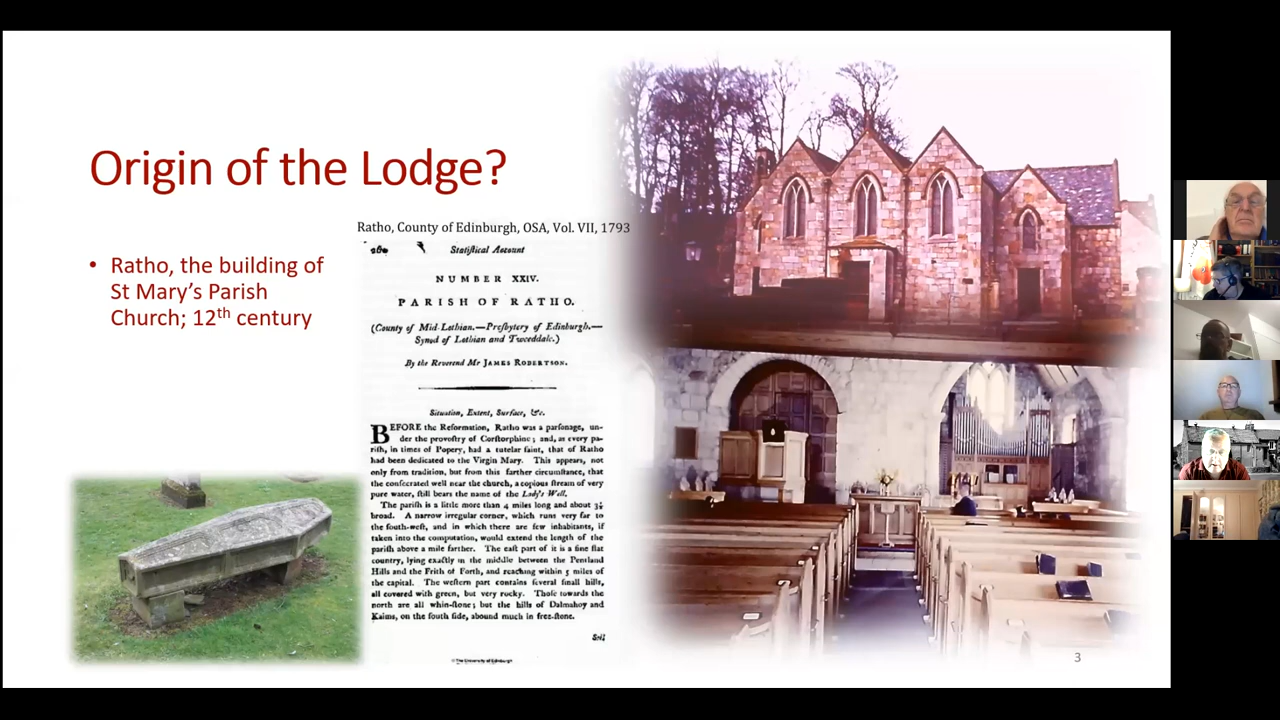 Origin of the Lodge?
• Ratho, the building of
St Mary’s Parish
Church; 12th century
Ratho, County of Edinburgh, OSA, Vol. VII, 1793
Statiſtical Account
NUMBER XXIV.
PARISH OF RATHO.
(County of Mid-Lothian.—Preſbytery of Edinburgh.—
Synod of Lothian and Tweeddale.)
By the Reverend Mr JAMES ROBERTSON.
Situation, Extent, Surface, &c.
BEFORE the Reformation, Ratho was a parſonage, un-
der the provoſtry of Corſtorphine; and, as every pa-
riſh, in times of Popery, had a tutelar ſaint, that of Ratho
had been dedicated to the Virgin Mary. This appears, not
only from tradition, but from this farther circumſtance, that
the conſecrated well near the church, a copious ſtream of very
pure water, ſtill bears the name of the Lady's Well.
The pariſh is a little more than 4 miles long and about 3½
broad. A narrow irregular corner, which runs very far to
the ſouth-weſt, and in which there are few inhabitants, if
taken into the computation, would extend the length of the
pariſh above a mile farther. The eaſt part of it is a fine flat
country, lying exactly in the middle between the Pentland
Hills and the Frith of Forth, and reaching within 5 miles of
the capital. The weſtern part contains ſeveral ſmall hills,
all covered with green, but very rocky. Thoſe towards the
north are all whin-ſtone; but the hills of Dalmahoy and
Kaims, on the ſouth ſide, abound much in free-ſtone.
© The University of Edinburgh
3